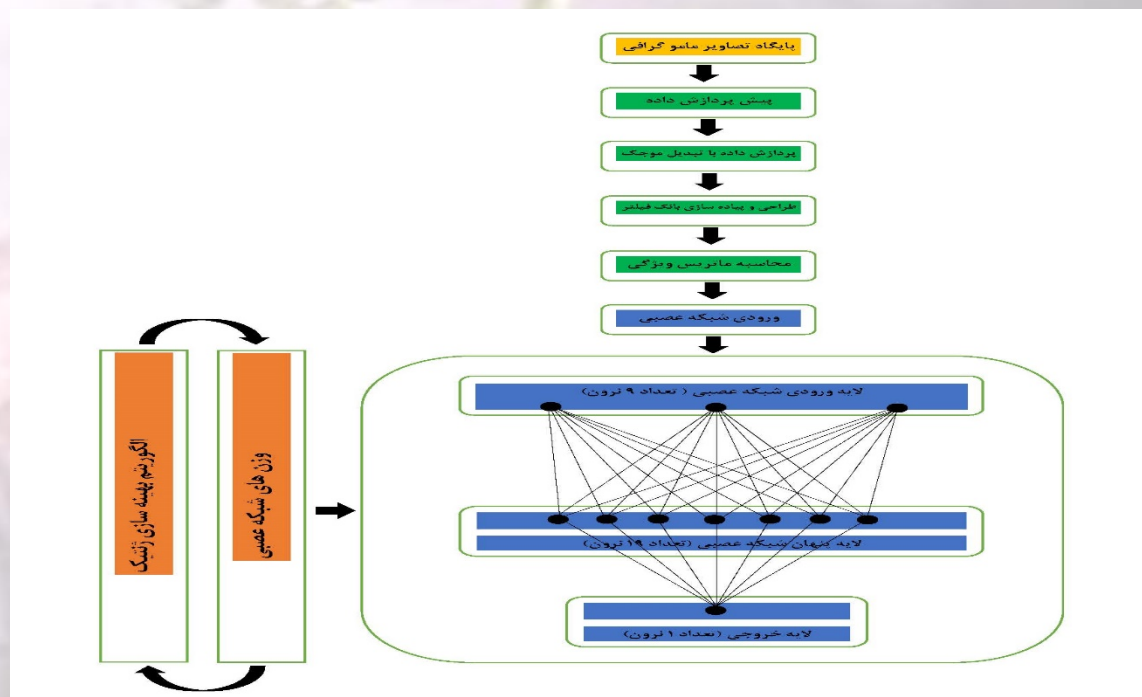 پایگاه تصاویر مامو گرافی
پیش پردازش داده
پردازش داده با تبدیل موجک
طراحی و پیاده سازی بانک فیلتر
محاسبه ماتریس ویژگی
ورودی شبکه عصبی
لایه ورودی شبکه عصبی ( تعداد ۹ نرون)
لایه پنهان شبکه عصبی (تعداد ۱۹ نرون)
لایه خروجی (تعداد ۱ نرون)
وزن های شبکه عصبی
الگوریتم بهینه سازی ژنتیک